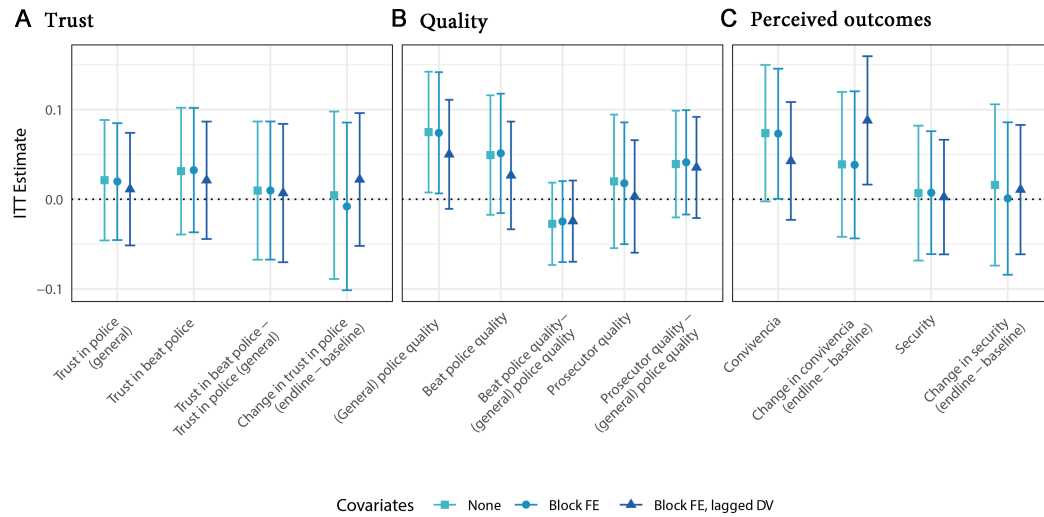 A Trust
B Quality
C Perceived outcomes
ITT Estimate
0.1
0.0
−0.1
Trust in police
(general)
Trust in beat police
Trust in beat police –
Trust in police (general)
Change in trust in police
(endline – baseline)
(General) police quality
Beat police quality
Beat police quality–
(general) police quality
Prosecutor quality
Prosecutor quality –
(general) police quality
Convivencia
Change in convivencia
(endline – baseline)
Security
Change in security
(endline – baseline)
Covariates None Block FE Block FE, lagged DV